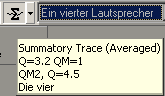 -Σ-
Ein vierter Lautsprecher
Summatory Trace (Averaged)
Q=3.2 QM=1
QM2, Q=4.5
Die vier